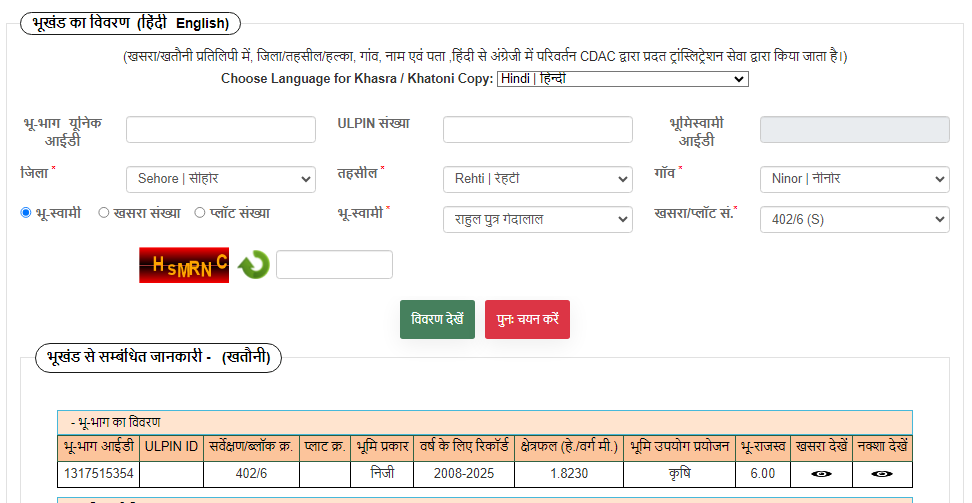 भूखंड का विवरण (हिंदी English)
(खसरा/खतौनी प्रतिलिपी में, जिला/तहसील/हल्का, गांव, नाम एवं पता ,हिंदी से अंग्रेजी में परिवर्तन CDAC द्वारा प्रदत ट्रांस्लिट्रेशन सेवा द्वारा किया जाता है।)
Choose Language for Khasra / Khatoni Copy: Hindi | हिन्दी
भू-भाग यूनिक आईडी ULPIN संख्या भूमिस्वामी आईडी
जिला * Sehore | सीहोर तहसील * Rehti | रेहटी गाँव * Ninor | नीनोर
भू-स्वामी खसरा संख्या प्लॉट संख्या भू-स्वामी * राहुल पुत्र गेंदालाल खसरा/प्लॉट सं.* 402/6 (S)
HSMRNC
विवरण देखें पुनः चयन करें
भूखंड से सम्बंधित जानकारी - (खतौनी)
- भू-भाग का विवरण
भू-भाग आईडी ULPIN ID सर्वेक्षण/ब्लॉक क्र. प्लाट क्र. भूमि प्रकार वर्ष के लिए रिकॉर्ड क्षेत्रफल (हे./वर्ग मी.) भूमि उपयोग प्रयोजन भू-राजस्व खसरा देखें नक्शा देखें
1317515354 402/6 निजी 2008-2025 1.8230 कृषि 6.00